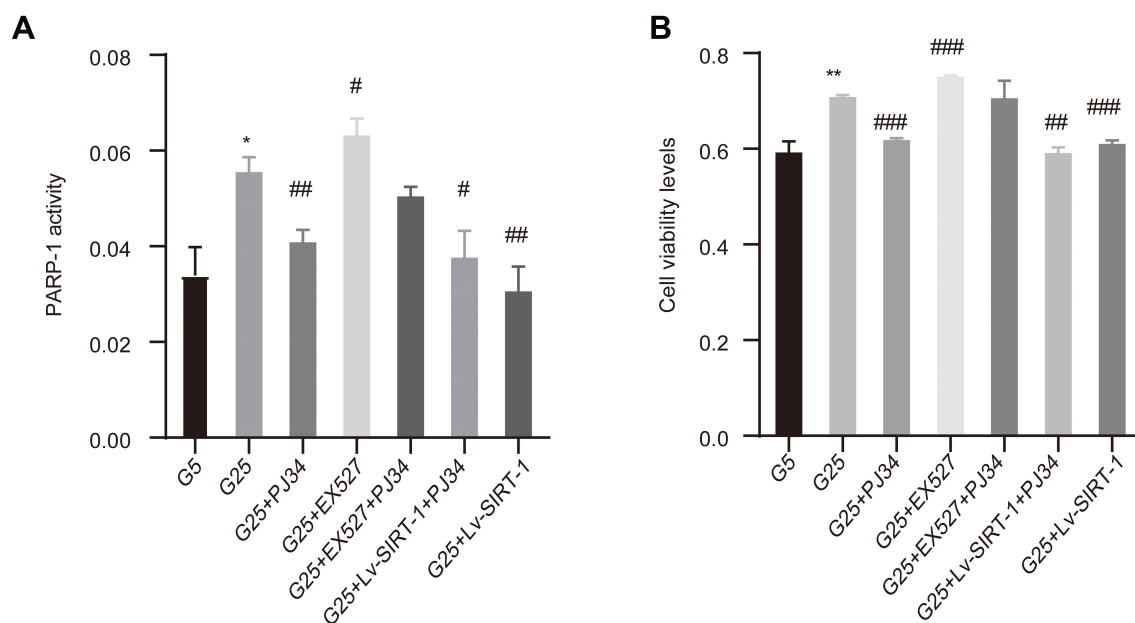 A
PARP-1 activity
0.08
0.06
0.04
0.02
0.00
*
##
#
#
##
G5
G25
G25+PJ34
G25+EX527
G25+EX527+PJ34
G25+Lv-SIRT-1+PJ34
G25+Lv-SIRT-1
B
Cell viability levels
0.8
0.6
0.4
0.2
0.0
**
###
###
##
###
G5
G25
G25+PJ34
G25+EX527
G25+EX527+PJ34
G25+Lv-SIRT-1+PJ34
G25+Lv-SIRT-1